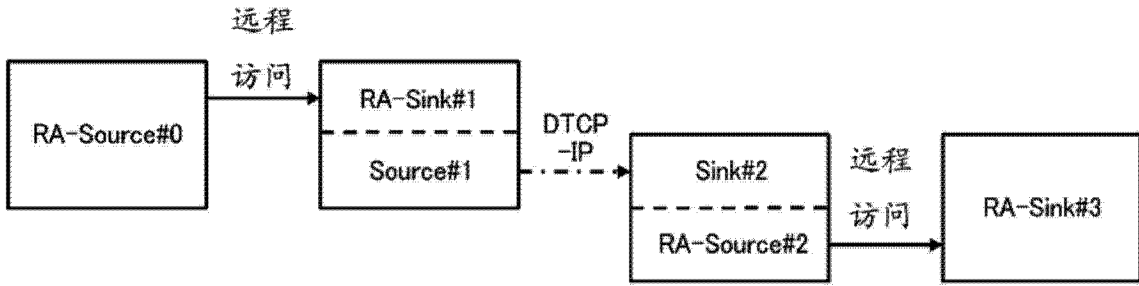 远程
访问
RA-Source#0
RA-Sink#1
Source#1
DTCP
-IP
Sink#2
RA-Source#2
远程
访问
RA-Sink#3